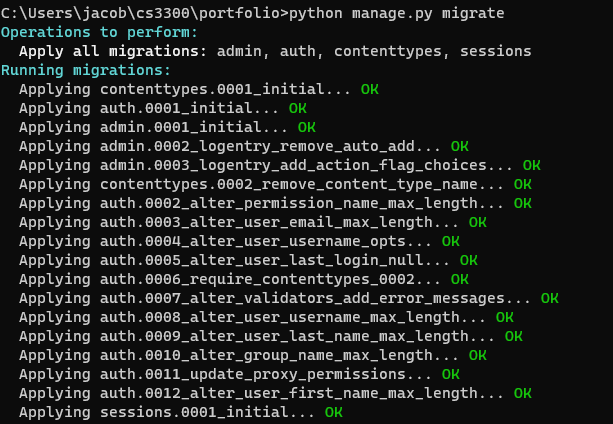 C:\Users\jacob\cs3300\portfolio>python manage.py migrate
Operations to perform:
  Apply all migrations: admin, auth, contenttypes, sessions
Running migrations:
  Applying contenttypes.0001_initial... OK
  Applying auth.0001_initial... OK
  Applying admin.0001_initial... OK
  Applying admin.0002_logentry_remove_auto_add... OK
  Applying admin.0003_logentry_add_action_flag_choices... OK
  Applying contenttypes.0002_remove_content_type_name... OK
  Applying auth.0002_alter_permission_name_max_length... OK
  Applying auth.0003_alter_user_email_max_length... OK
  Applying auth.0004_alter_user_username_opts... OK
  Applying auth.0005_alter_user_last_login_null... OK
  Applying auth.0006_require_contenttypes_0002... OK
  Applying auth.0007_alter_validators_add_error_messages... OK
  Applying auth.0008_alter_user_username_max_length... OK
  Applying auth.0009_alter_user_last_name_max_length... OK
  Applying auth.0010_alter_group_name_max_length... OK
  Applying auth.0011_update_proxy_permissions... OK
  Applying auth.0012_alter_user_first_name_max_length... OK
  Applying sessions.0001_initial... OK